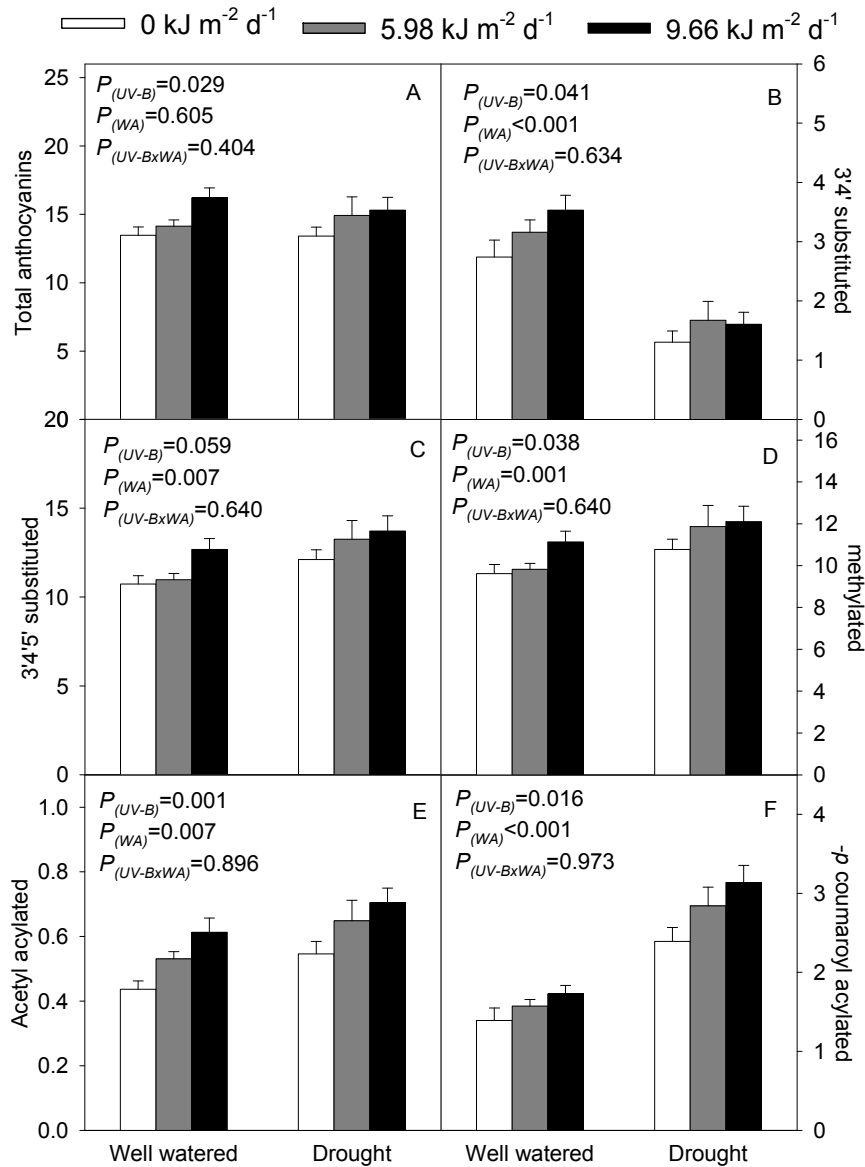 0 kJ m-2 d-1 5.98 kJ m-2 d-1 9.66 kJ m-2 d-1
P(UV-B)=0.029
P(WA)=0.605
P(UV-BxWA)=0.404
A
Total anthocyanins
25
20
15
10
5
20
P(UV-B)=0.041
P(WA)<0.001
P(UV-BxWA)=0.634
B
3'4' substituted
6
5
4
3
2
1
0
P(UV-B)=0.059
P(WA)=0.007
P(UV-BxWA)=0.640
C
3'4'5' substituted
15
10
5
0
P(UV-B)=0.038
P(WA)=0.001
P(UV-BxWA)=0.640
D
methylated
16
14
12
10
8
6
4
2
0
P(UV-B)=0.001
P(WA)=0.007
P(UV-BxWA)=0.896
E
Acetyl acylated
1.0
0.8
0.6
0.4
0.2
0.0
Well watered Drought
P(UV-B)=0.016
P(WA)<0.001
P(UV-BxWA)=0.973
F
-p coumaroyl acylated
4
3
2
1
0
Well watered Drought